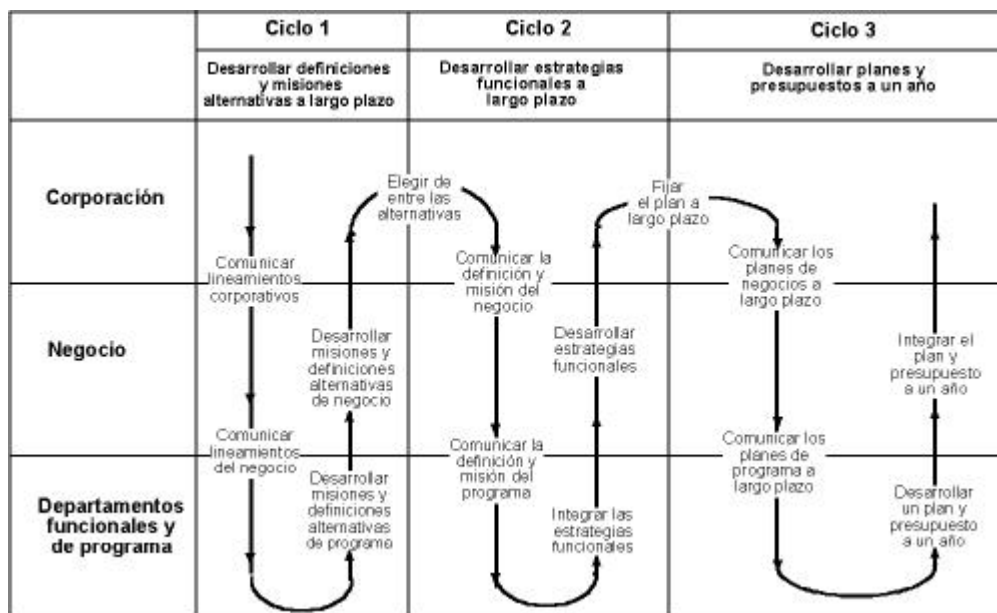 Ciclo 1
Ciclo 2
Ciclo 3
Desarrollar definiciones
y misiones
alternativas a largo plazo
Desarrollar estrategias
funcionales a
largo plazo
Desarrollar planes y
presupuestos a un año
Corporación
Comunicar
lineamientos
corporativos
Elegir de
entre las
alternativas
Comunicar la
definición y
misión del
negocio
Fijar
el plan a
largo plazo
Comunicar los
planes de
negocios a
largo plazo
Negocio
Comunicar
lineamientos
del negocio
Desarrollar
misiones y
definiciones
alternativas
de negocio
Comunicar la
definición y
misión del
programa
Desarrollar
estrategias
funcionales
Comunicar los
planes de
programa a
largo plazo
Integrar el
plan y
presupuesto
a un año
Departamentos
funcionales y
de programa
Desarrollar
misiones y
definiciones
alternativas
de programa
Integrar las
estrategias
funcionales
Desarrollar
un plan y
presupuesto
a un año